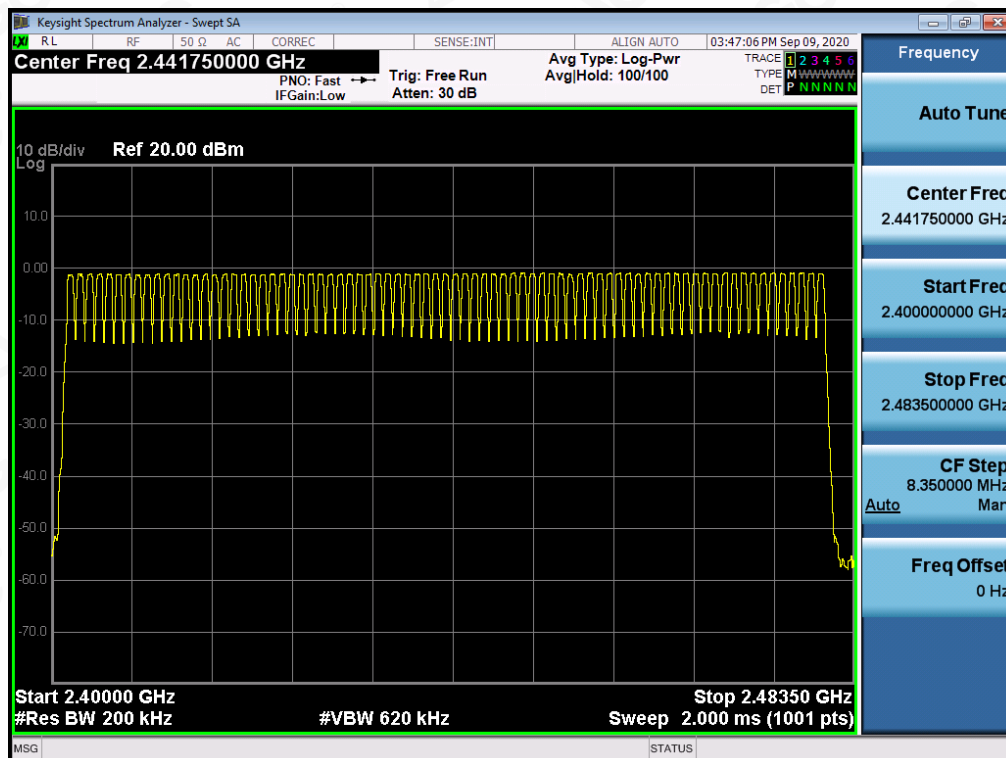 Keysight Spectrum Analyzer - Swept SA
LXI RL RF 50 Ω AC CORREC SENSE:INT ALIGN AUTO 03:47:06 PM Sep 09, 2020
Center Freq 2.441750000 GHz
PNO: Fast
IFGain:Low
Trig: Free Run
Atten: 30 dB
Avg Type: Log-Pwr
Avg|Hold: 100/100
TRACE 1 2 3 4 5 6
TYPE M WWWWW
DET P N N N N N
10 dB/div Ref 20.00 dBm
Log
10.0
0.00
-10.0
-20.0
-30.0
-40.0
-50.0
-60.0
-70.0
Start 2.40000 GHz Stop 2.48350 GHz
#Res BW 200 kHz #VBW 620 kHz Sweep 2.000 ms (1001 pts)
MSG STATUS
Frequency
Auto Tune
Center Freq
2.441750000 GHz
Start Freq
2.400000000 GHz
Stop Freq
2.483500000 GHz
CF Step
8.350000 MHz
Auto Man
Freq Offset
0 Hz